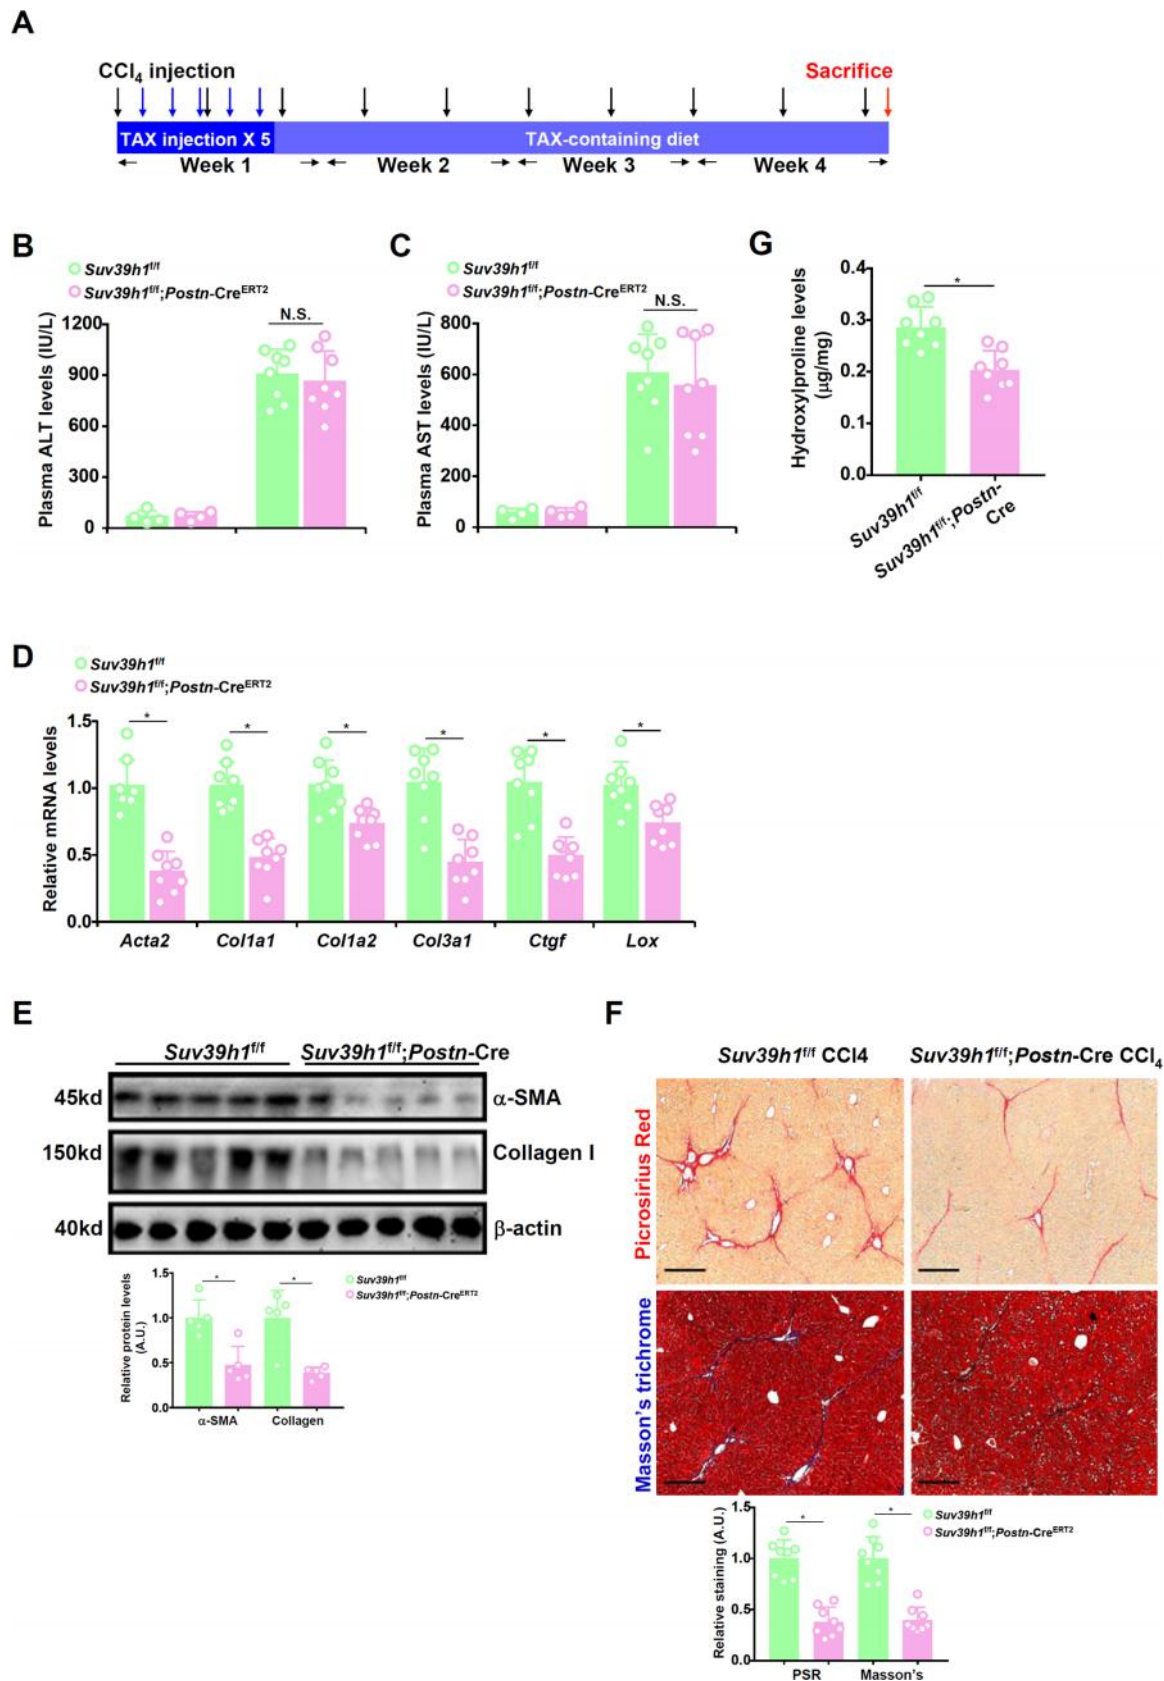 A
CCl₄ injection
Sacrifice
TAX injection X 5
TAX-containing diet
Week 1
Week 2
Week 3
Week 4
B
Suv39h1f/f
Suv39h1f/f;Postn-CreERT2
N.S.
Plasma ALT levels (IU/L)
1200
900
600
300
0
C
Suv39h1f/f
Suv39h1f/f;Postn-CreERT2
N.S.
Plasma AST levels (IU/L)
800
600
400
200
0
G
Hydroxylproline levels
(μg/mg)
0.4
0.3
0.2
0.1
0.0
*
Suv39h1f/f
Suv39h1f/f;Postn-
Cre
D
Suv39h1f/f
Suv39h1f/f;Postn-CreERT2
Relative mRNA levels
1.5
1.0
0.5
0.0
* * * * * *
Acta2 Col1a1 Col1a2 Col3a1 Ctgf Lox
E
Suv39h1f/f Suv39h1f/f;Postn-Cre
45kd α-SMA
150kd Collagen I
40kd β-actin
Relative protein levels
(A.U.)
1.5
1.0
0.5
0.0
* *
Suv39h1f/f
Suv39h1f/f;Postn-CreERT2
α-SMA Collagen
F
Suv39h1f/f CCl4 Suv39h1f/f;Postn-Cre CCl₄
Picrosirius Red
Masson's trichrome
Relative staining (A.U.)
1.5
1.0
0.5
0.0
* *
Suv39h1f/f
Suv39h1f/f;Postn-CreERT2
PSR Masson's